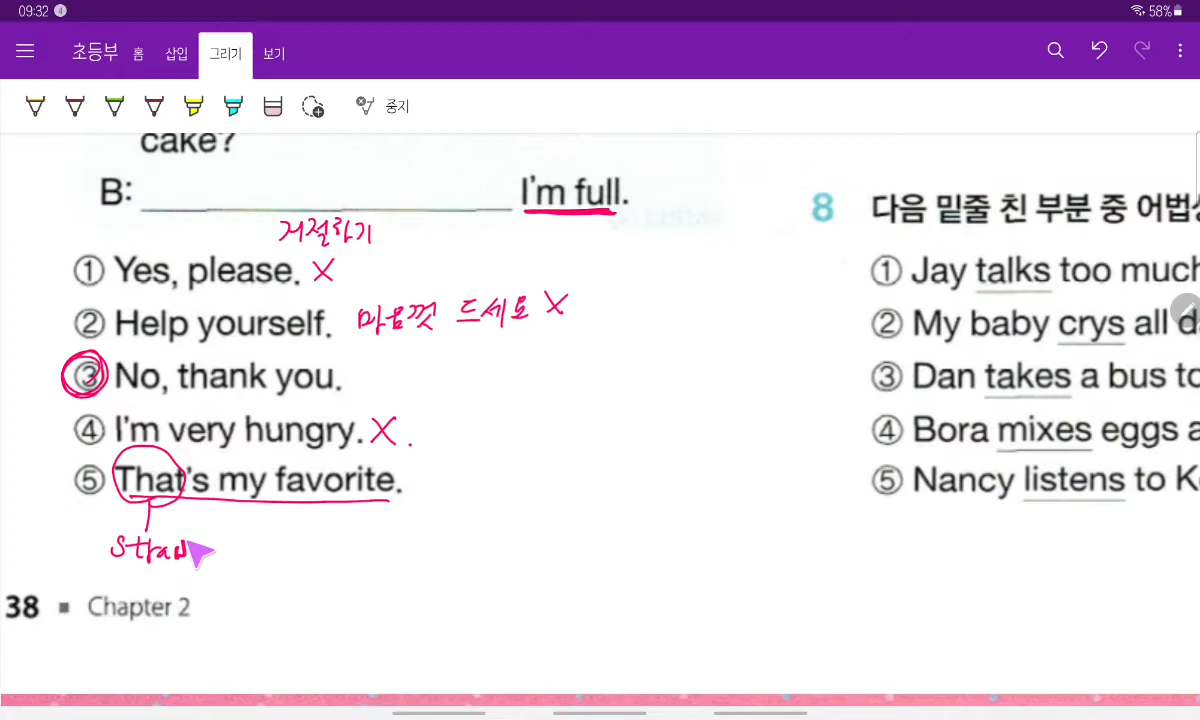 09:32 4 58%
초등부 홈 삽입 그리기 보기
중지
cake?
B: I'm full.
거절하기
① Yes, please. X
② Help yourself. 마음껏 드세요 X
③ No, thank you.
④ I'm very hungry. X.
⑤ That's my favorite.
straw
38 ■ Chapter 2
8 다음 밑줄 친 부분 중 어법상
① Jay talks too much
② My baby crys all d
③ Dan takes a bus to
④ Bora mixes eggs a
⑤ Nancy listens to K